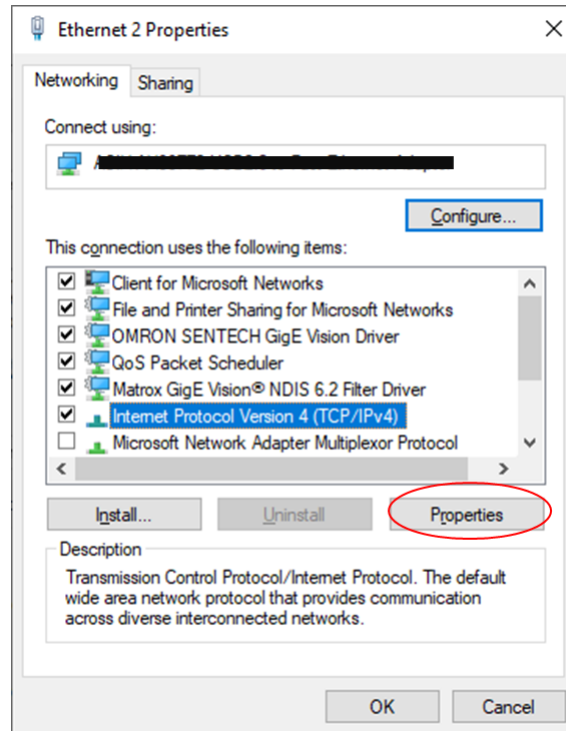 Ethernet 2 Properties
Networking Sharing
Connect using:
Configure...
This connection uses the following items:
Client for Microsoft Networks
File and Printer Sharing for Microsoft Networks
OMRON SENTECH GigE Vision Driver
QoS Packet Scheduler
Matrox GigE Vision® NDIS 6.2 Filter Driver
Internet Protocol Version 4 (TCP/IPv4)
Microsoft Network Adapter Multiplexor Protocol
Install... Uninstall Properties
Description
Transmission Control Protocol/Internet Protocol. The default
wide area network protocol that provides communication
across diverse interconnected networks.
OK Cancel